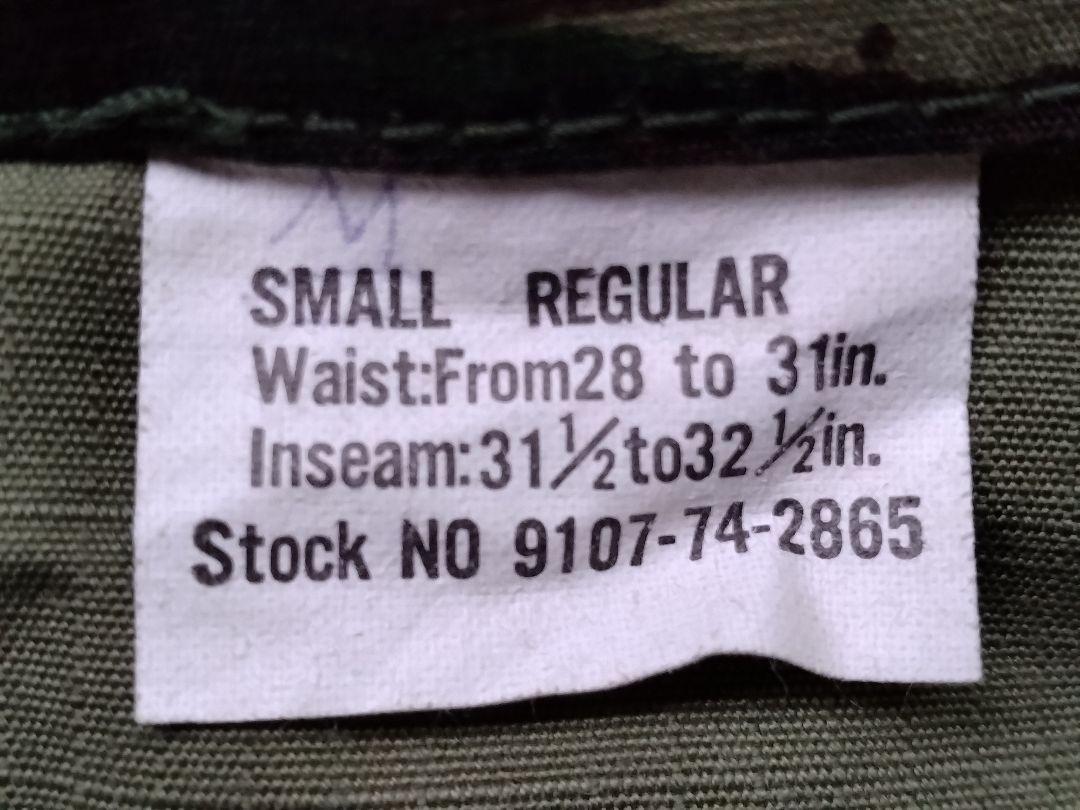 M
SMALL REGULAR
Waist:From28 to 31in.
Inseam:31½to32½in.
Stock NO 9107-74-2865